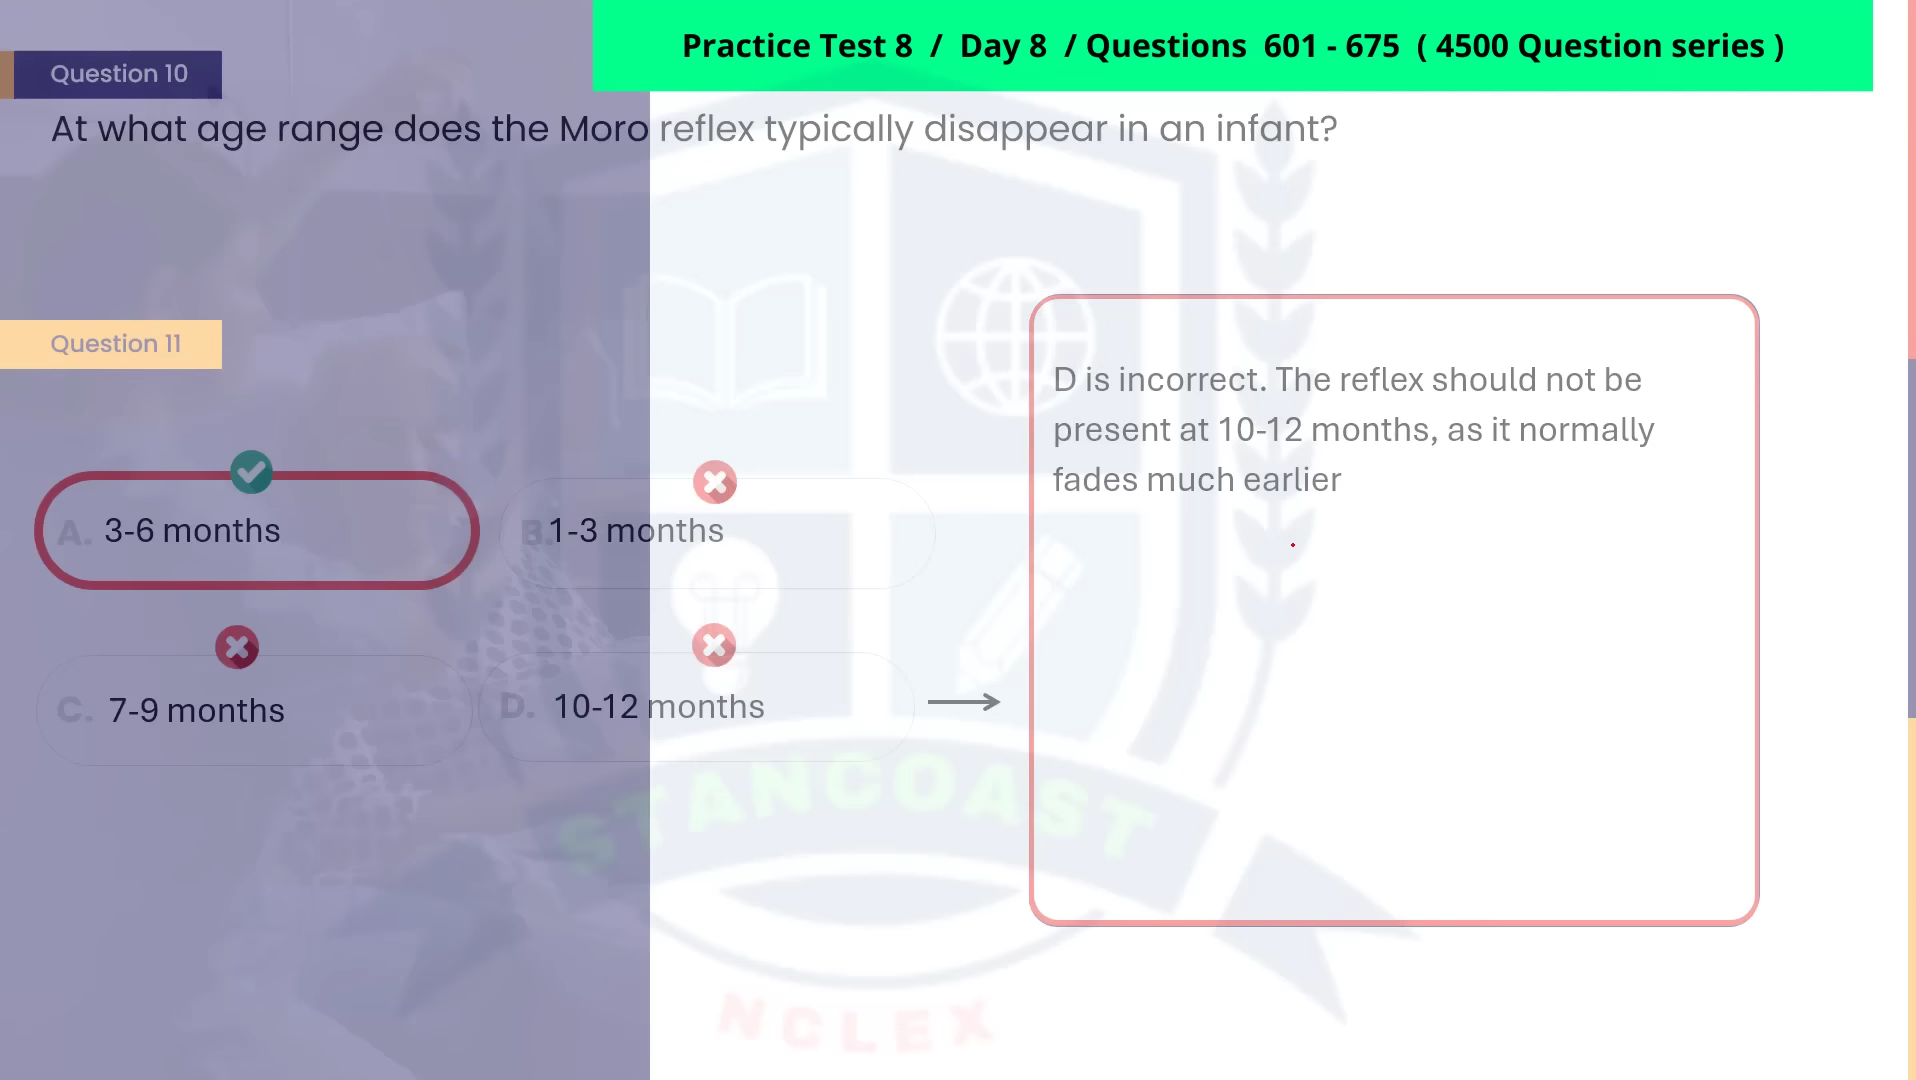 Practice Test 8 / Day 8 / Questions 601 - 675 ( 4500 Question series )
Question 10
At what age range does the Moro reflex typically disappear in an infant?
Question 11
A. 3-6 months
B. 1-3 months
C. 7-9 months
D. 10-12 months
D is incorrect. The reflex should not be
present at 10-12 months, as it normally
fades much earlier
STANCOAST
NCLEX